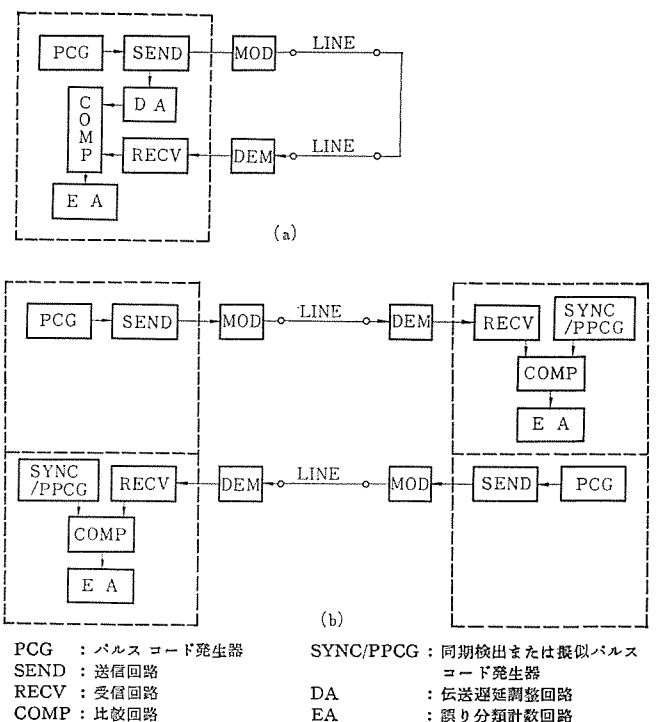 PCG SEND MOD LINE
C O M P
D A
RECV DEM LINE
E A
(a)
PCG SEND MOD LINE DEM RECV SYNC /PPCG
COMP
E A
SYNC /PPCG RECV DEM LINE MOD SEND PCG
COMP
E A
(b)
PCG : パルス コード発生器
SEND : 送信回路
RECV : 受信回路
COMP : 比較回路
SYNC/PPCG : 同期検出または擬似パルス
コード発生器
DA : 伝送遅延調整回路
EA : 誤り分類計数回路